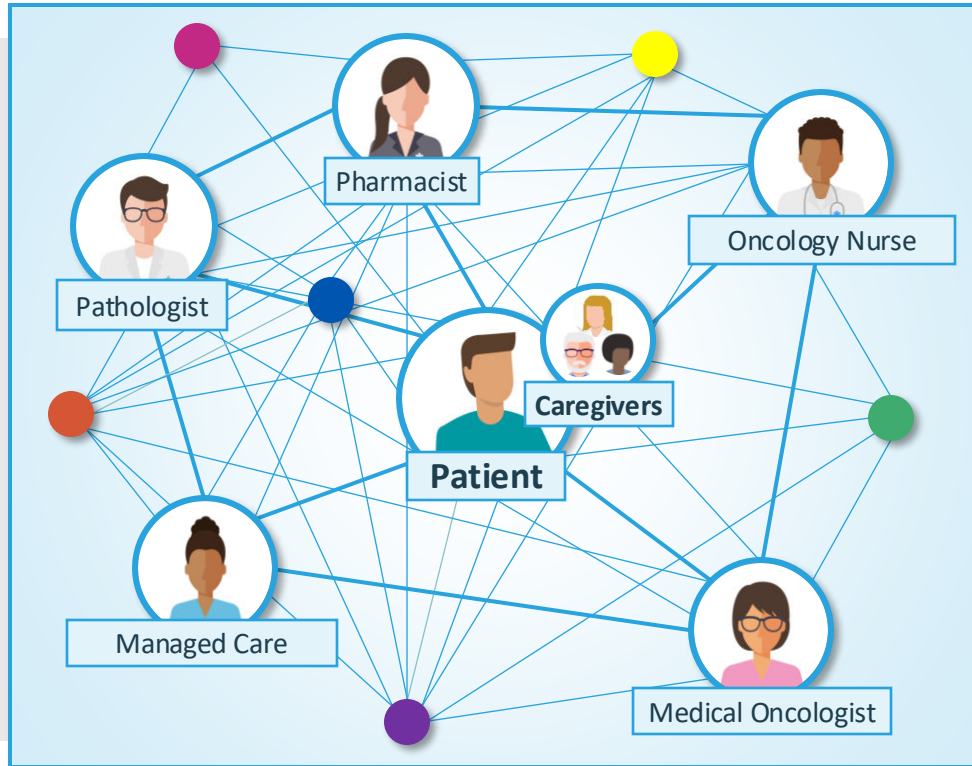 Pharmacist
Oncology Nurse
Pathologist
Caregivers
Patient
Managed Care
Medical Oncologist